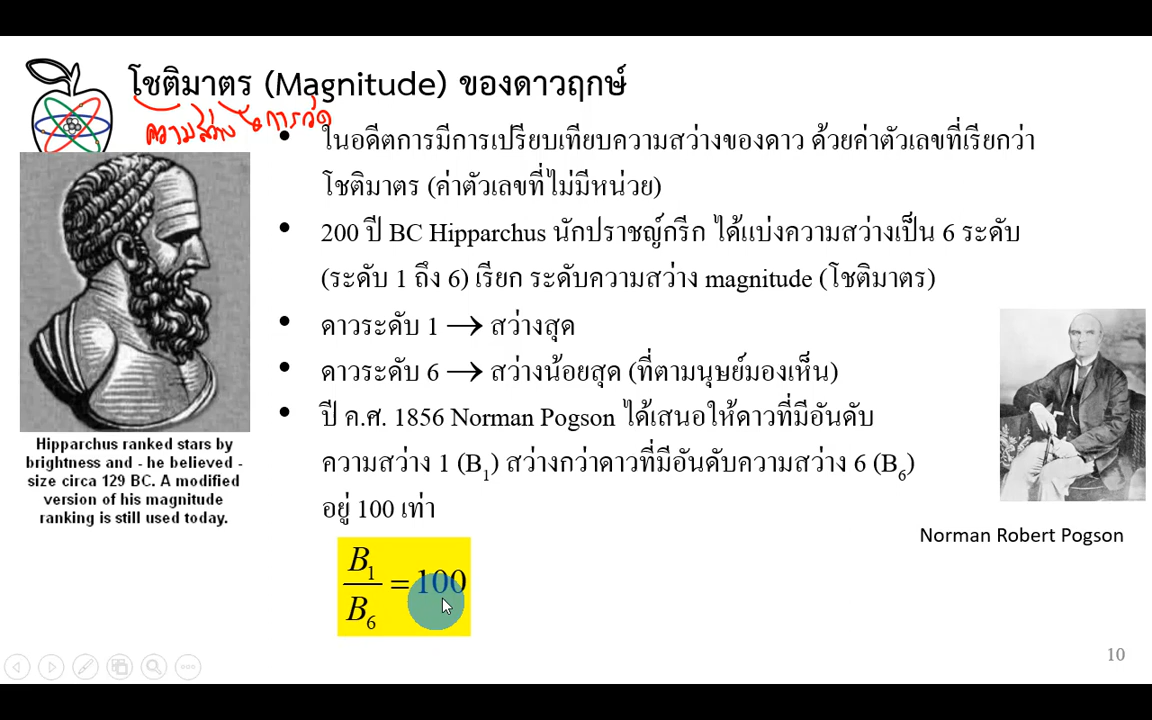 โชติมาตร (Magnitude) ของดาวฤกษ์
ความสว่าง
การวัด
• ในอดีตการมีการเปรียบเทียบความสว่างของดาว ด้วยค่าตัวเลขที่เรียกว่า
โชติมาตร (ค่าตัวเลขที่ไม่มีหน่วย)
• 200 ปี BC Hipparchus นักปราชญ์กรีก ได้แบ่งความสว่างเป็น 6 ระดับ
(ระดับ 1 ถึง 6) เรียก ระดับความสว่าง magnitude (โชติมาตร)
• ดาวระดับ 1 → สว่างสุด
• ดาวระดับ 6 → สว่างน้อยสุด (ที่ตามนุษย์มองเห็น)
• ปี ค.ศ. 1856 Norman Pogson ได้เสนอให้ดาวที่มีอันดับ
ความสว่าง 1 (B₁) สว่างกว่าดาวที่มีอันดับความสว่าง 6 (B₆)
อยู่ 100 เท่า
B₁/B₆ = 100
Hipparchus ranked stars by
brightness and - he believed -
size circa 129 BC. A modified
version of his magnitude
ranking is still used today.
Norman Robert Pogson
10